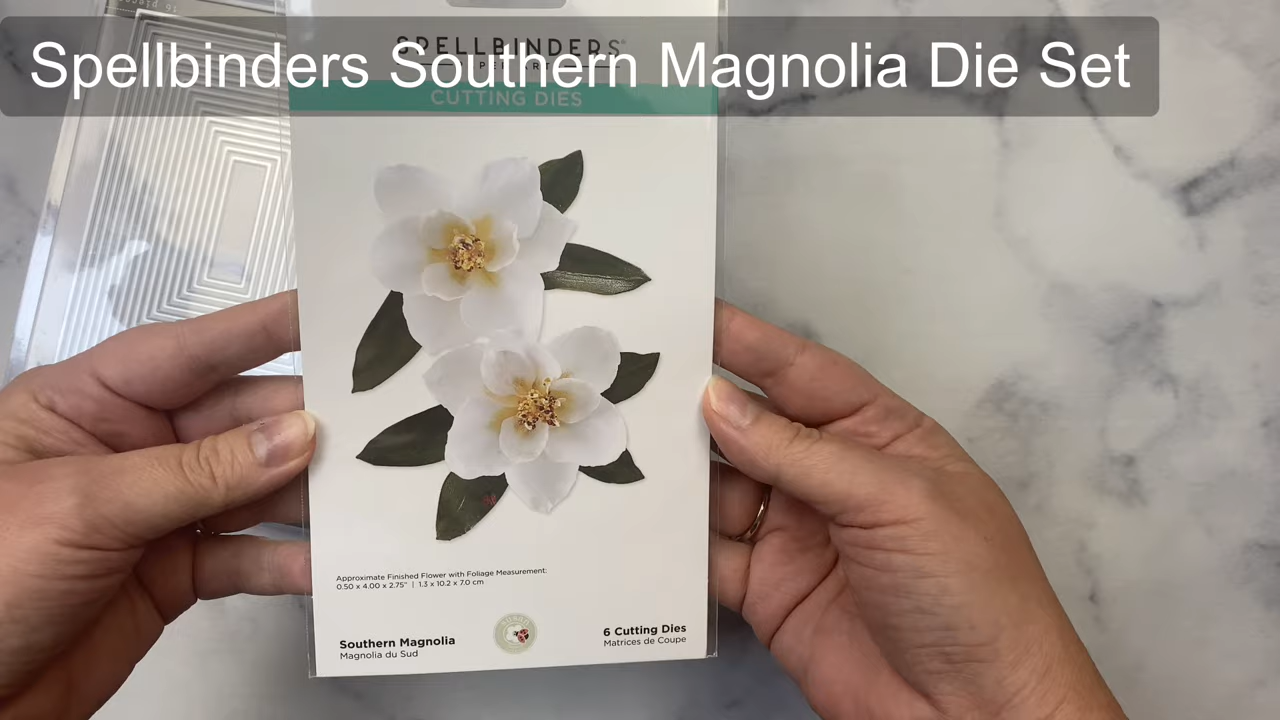 Spellbinders Southern Magnolia Die Set
SPELLBINDERS®
CUTTING DIES
Approximate Finished Flower with Foliage Measurement:
0.50 x 4.00 x 2.75" | 1.3 x 10.2 x 7.0 cm
Southern Magnolia
Magnolia du Sud
6 Cutting Dies
Matrices de Coupe